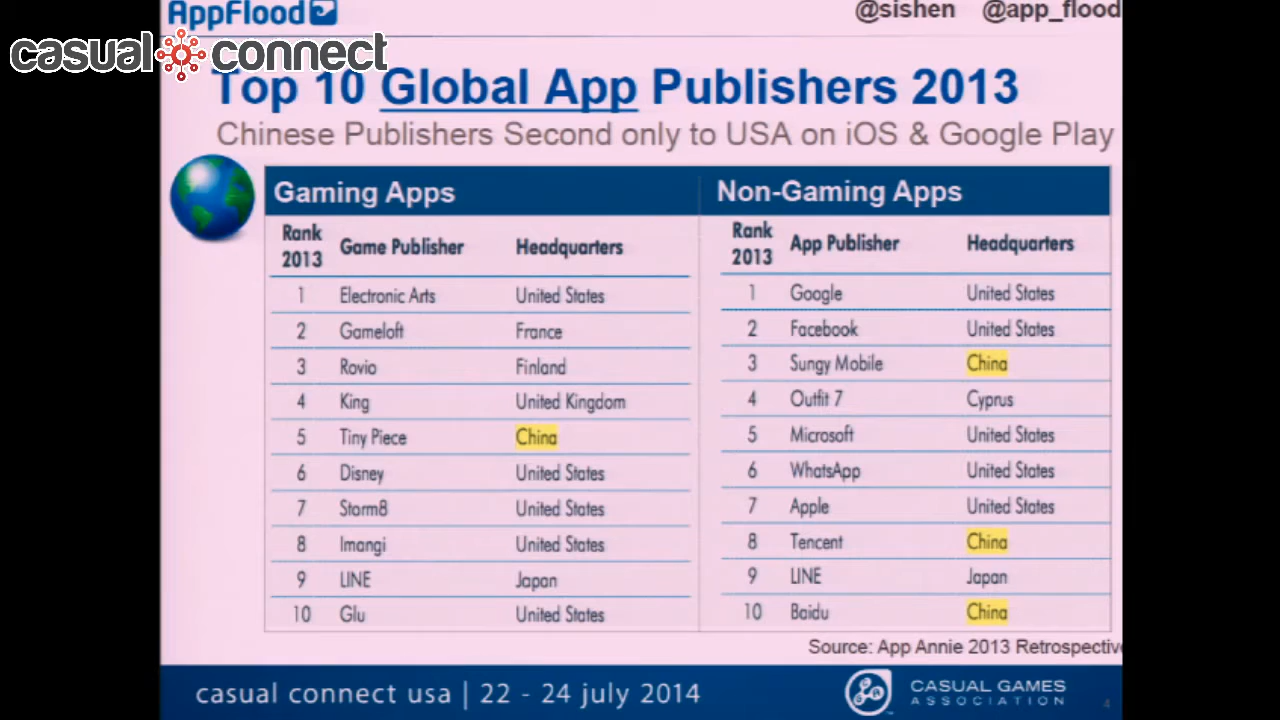 AppFlood
@sishen @app_flood
casual connect
Top 10 Global App Publishers 2013
Chinese Publishers Second only to USA on iOS & Google Play
Gaming Apps
Rank 2013 Game Publisher Headquarters
1 Electronic Arts United States
2 Gameloft France
3 Rovio Finland
4 King United Kingdom
5 Tiny Piece China
6 Disney United States
7 Storm8 United States
8 Imangi United States
9 LINE Japan
10 Glu United States
Non-Gaming Apps
Rank 2013 App Publisher Headquarters
1 Google United States
2 Facebook United States
3 Sungy Mobile China
4 Outfit 7 Cyprus
5 Microsoft United States
6 WhatsApp United States
7 Apple United States
8 Tencent China
9 LINE Japan
10 Baidu China
Source: App Annie 2013 Retrospective
casual connect usa | 22 - 24 july 2014
CASUAL GAMES
ASSOCIATION
4